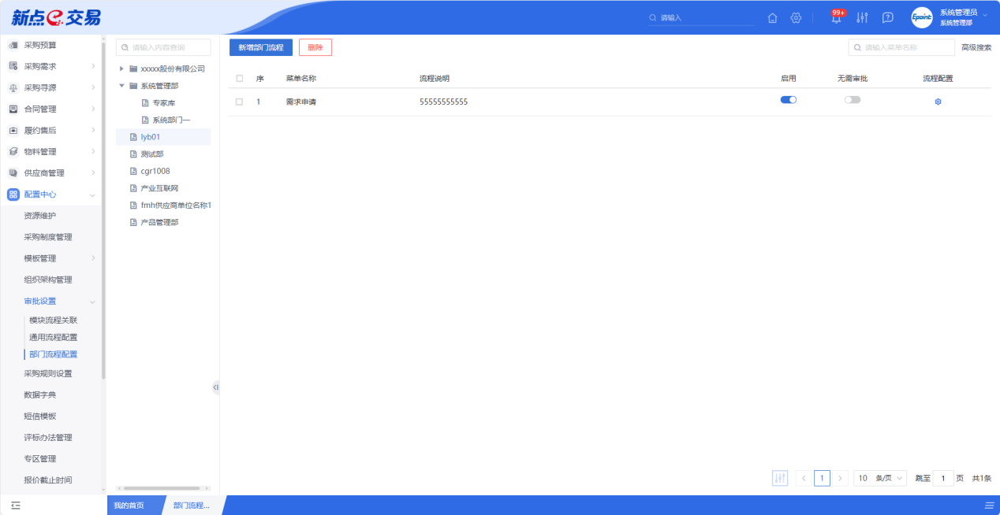 新点e交易
请输入
99+
Epoint
系统管理员
系统管理部
采购预算
采购需求
采购寻源
合同管理
履约售后
物料管理
供应商管理
配置中心
资源维护
采购制度管理
模板管理
组织架构管理
审批设置
模块流程关联
通用流程配置
部门流程配置
采购规则设置
数据字典
短信模板
评标办法管理
专区管理
报价截止时间
请输入内容查询
xxxxx股份有限公司
系统管理部
专家库
系统部门一
lyb01
测试部
cgr1008
产业互联网
fmh供应商单位名称1
产品管理部
新增部门流程 删除 请输入菜单名称 高级搜索
序 菜单名称 流程说明 启用 无需审批 流程配置
1 需求申请 55555555555
1 10 条/页 跳至 1 页 共1条
我的首页 部门流程...